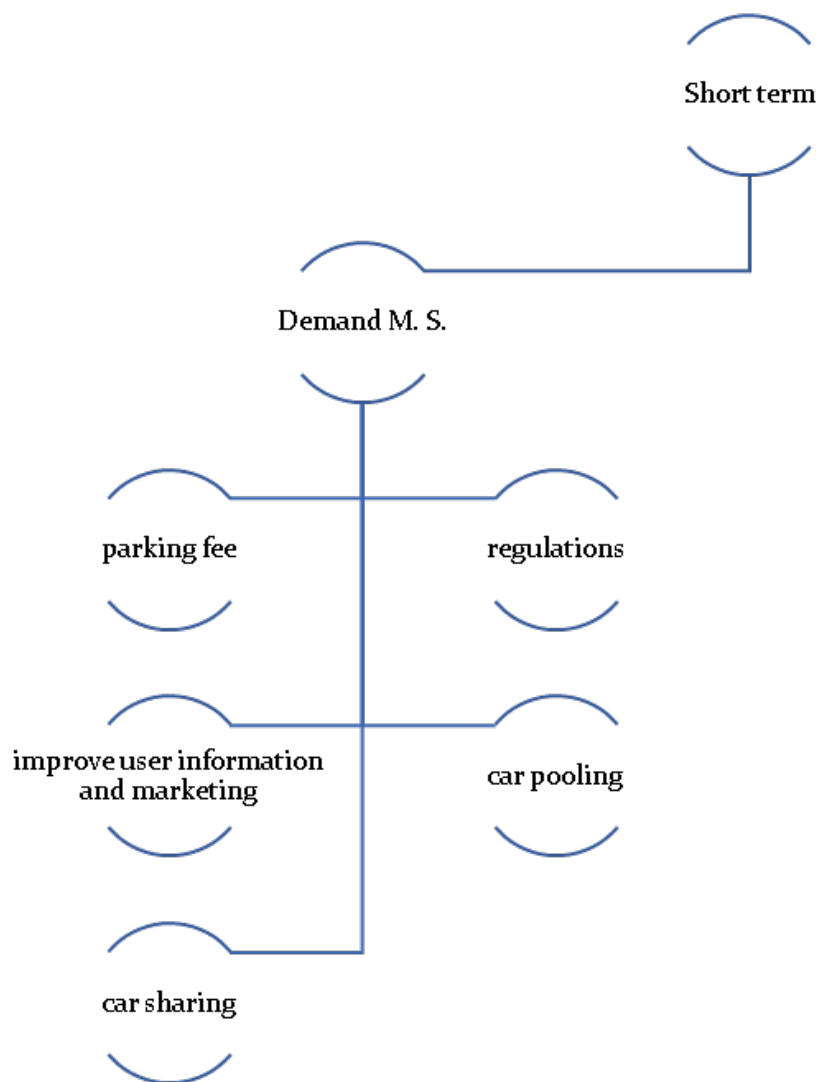 Short term
Demand M. S.
parking fee
regulations
improve user information
and marketing
car pooling
car sharing